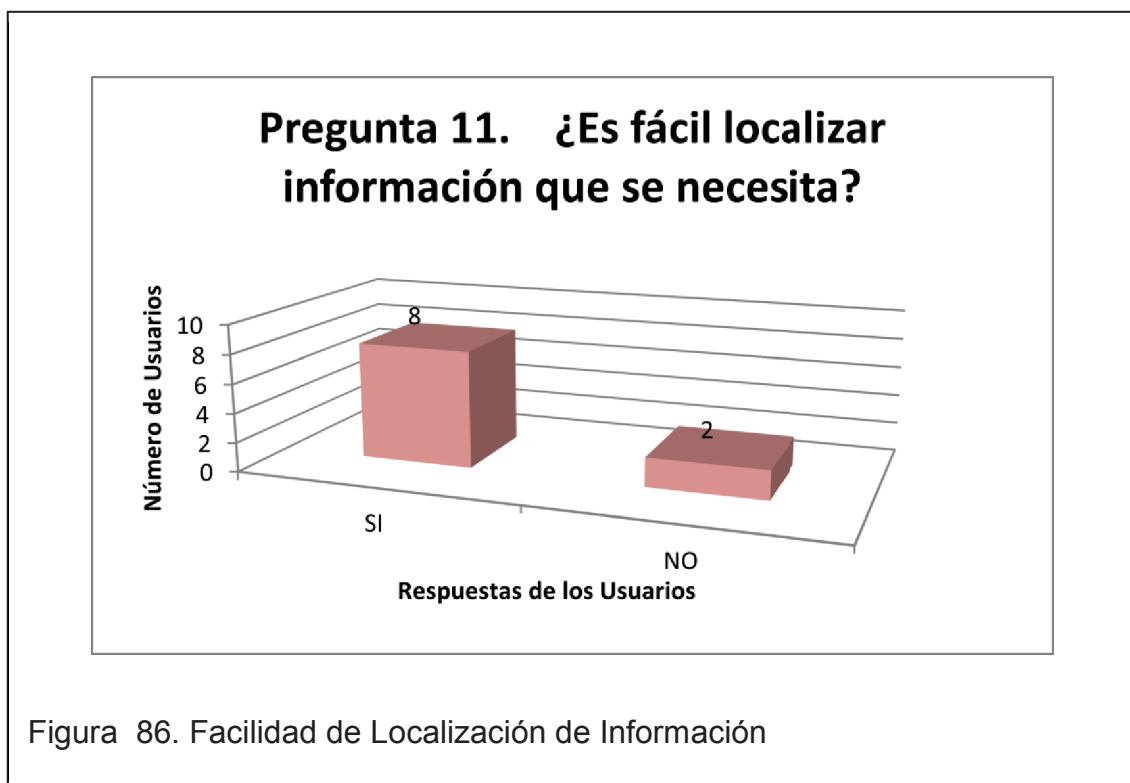 Pregunta 11. ¿Es fácil localizar
información que se necesita?
Número de Usuarios
10
8
6
4
2
0
8
2
SI
NO
Respuestas de los Usuarios
Figura 86. Facilidad de Localización de Información